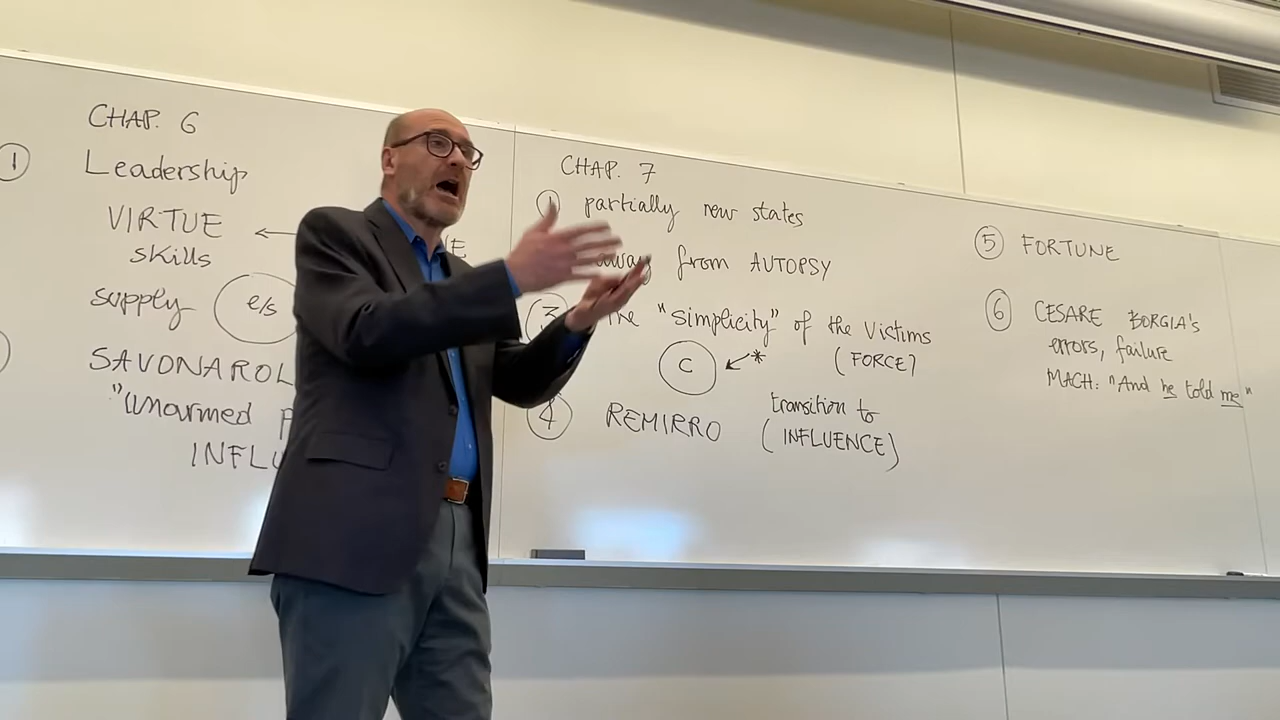 CHAP. 6
1 Leadership
VIRTUE ←
skills
supply e/s
SAVONAROL
"Unarmed
INFLU
CHAP. 7
1 partially new states
from AUTOPSY
3 "simplicity" of the victims
C ↙* (FORCE)
4 REMIRRO transition to
(INFLUENCE)
5 FORTUNE
6 CESARE BORGIA'S
errors, failure
MACH: "And he told me"